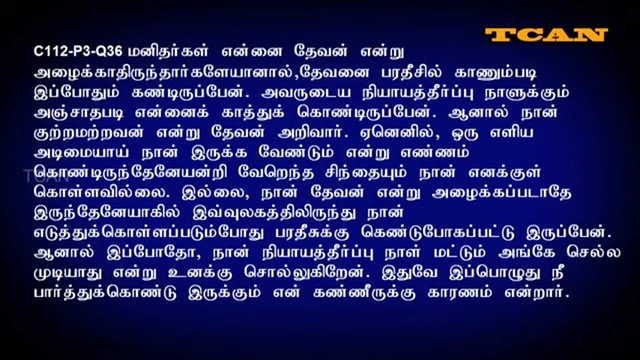 TCAN
C112-P3-Q36 மனிதர்கள் என்னை தேவன் என்று
அழைக்காதிருந்தார்களேயானால்,தேவனை பரதீசில் காணும்படி
இப்போதும் கண்டிருப்பேன். அவருடைய நியாயத்தீர்ப்பு நாளுக்கும்
அஞ்சாதபடி என்னைக் காத்துக் கொண்டிருப்பேன். ஆனால் நான்
குற்றமற்றவன் என்று தேவன் அறிவார். ஏனெனில், ஒரு எளிய
அடிமையாய் நான் இருக்க வேண்டும் என்று எண்ணம்
கொண்டிருந்தேனேயன்றி வேறெந்த சிந்தையும் நான் எனக்குள்
கொள்ளவில்லை. இல்லை, நான் தேவன் என்று அழைக்கப்படாதே
இருந்தேனேயாகில் இவ்வுலகத்திலிருந்து நான்
எடுத்துக்கொள்ளப்படும்போது பரதீசுக்கு கெண்டுபோகப்பட்டு இருப்பேன்.
ஆனால் இப்போதோ, நான் நியாயத்தீர்ப்பு நாள் மட்டும் அங்கே செல்ல
முடியாது என்று உனக்கு சொல்லுகிறேன். இதுவே இப்பொழுது நீ
பார்த்துக்கொண்டு இருக்கும் என் கண்ணீருக்கு காரணம் என்றார்.
TCAN